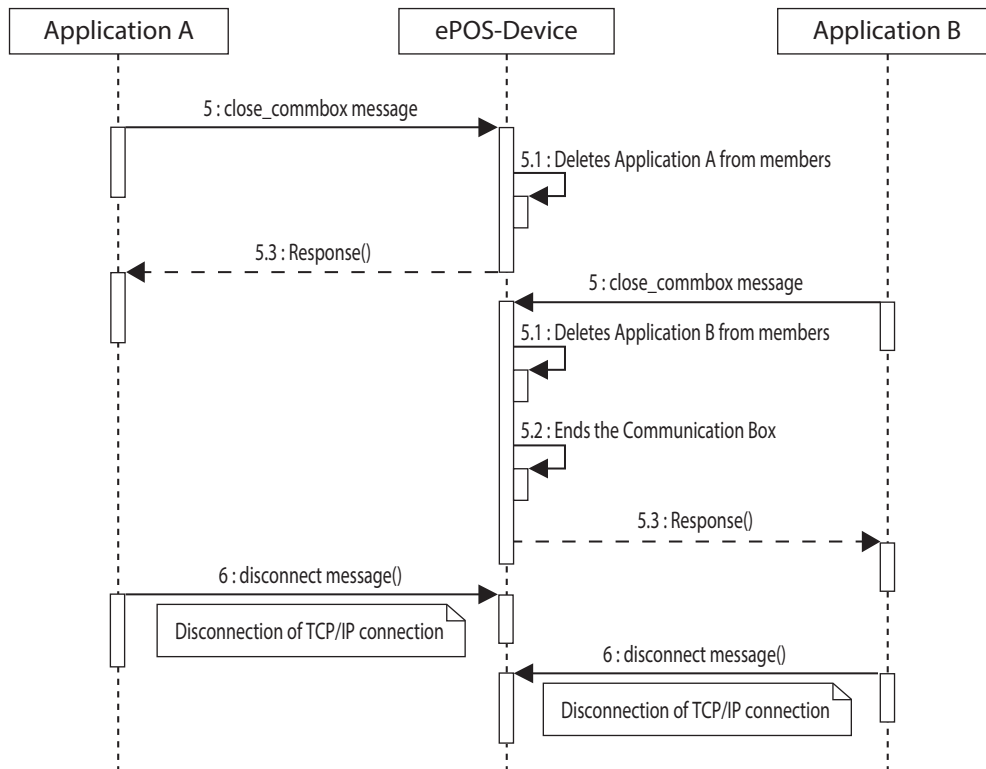 Application A
ePOS-Device
Application B
5 : close_commbox message
5.1 : Deletes Application A from members
5.3 : Response()
5 : close_commbox message
5.1 : Deletes Application B from members
5.2 : Ends the Communication Box
5.3 : Response()
6 : disconnect message()
Disconnection of TCP/IP connection
6 : disconnect message()
Disconnection of TCP/IP connection